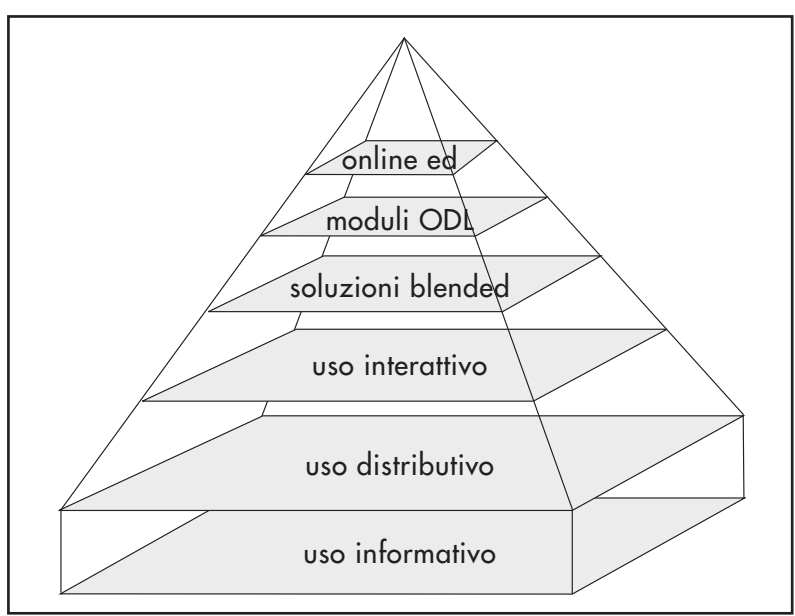 online ed
moduli ODL
soluzioni blended
uso interattivo
uso distributivo
uso informativo